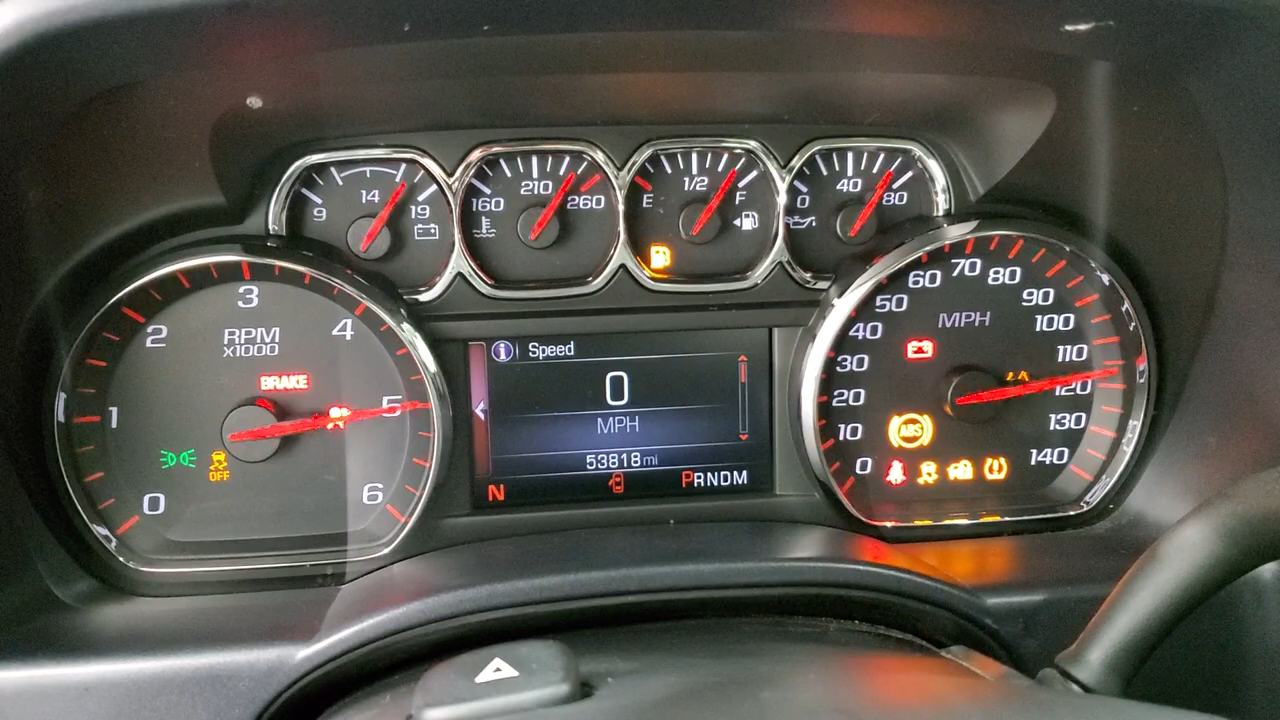 9 14 19
160 210 260
E 1/2 F
0 40 80
0 1 2 3 4 5 6
RPM
x1000
BRAKE
OFF
Speed
0
MPH
53818 mi
N PRNDM
0 10 20 30 40 50 60 70 80 90 100 110 120 130 140
MPH
ABS